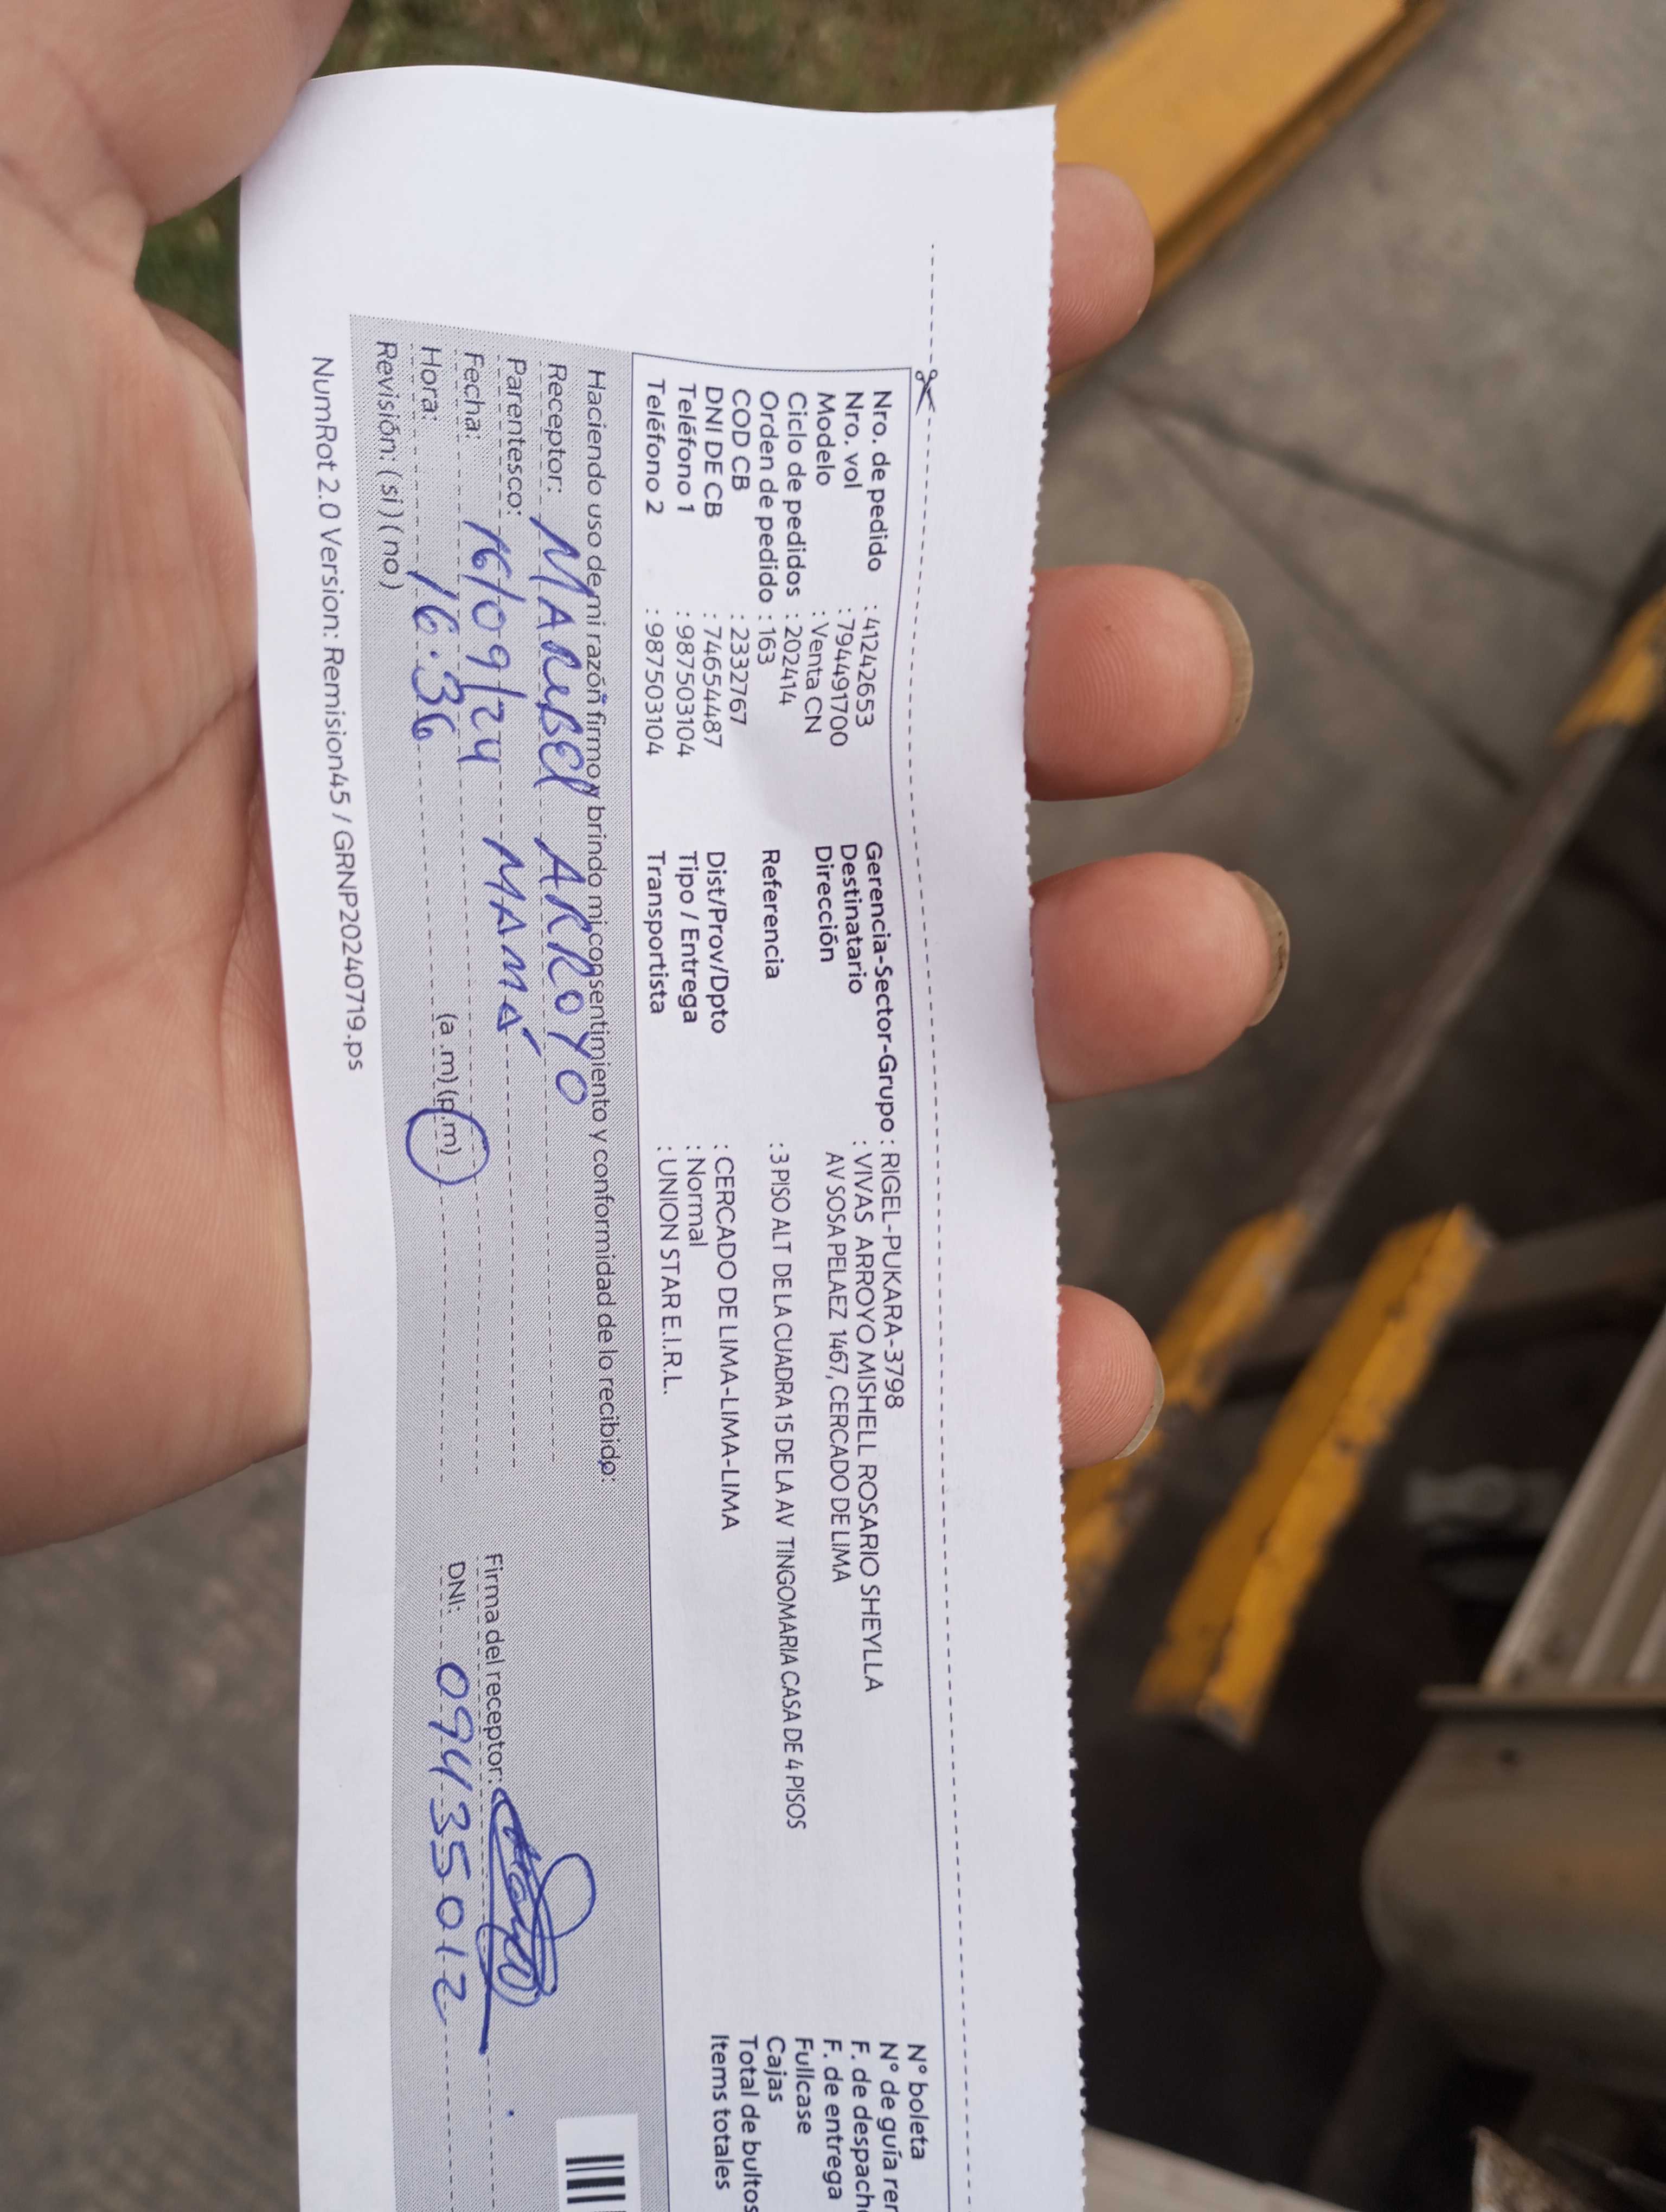 Nro. de pedido : 41242653
Nro. vol : 794491700
Modelo : Venta CN
Ciclo de pedidos : 202414
Orden de pedido : 163
COD CB : 2332767
DNI DE CB : 74654487
Teléfono 1 : 987503104
Teléfono 2 : 987503104
Gerencia-Sector-Grupo : RIGEL-PUKARA-3798
Destinatario : VIVAS ARROYO MISHELL ROSARIO SHEYLLA
Dirección AV SOSA PELAEZ 1467, CERCADO DE LIMA
Referencia : 3 PISO ALT DE LA CUADRA 15 DE LA AV TINGOMARIA CASA DE 4 PISOS
Dist/Prov/Dpto : CERCADO DE LIMA-LIMA-LIMA
Tipo / Entrega : Normal
Transportista : UNION STAR E.I.R.L.
N° boleta
N° de guía rem
F. de despach
F. de entrega
Fullcase
Cajas
Total de bultos
Items totales
Haciendo uso de mi razón firmo y brindo mi consentimiento y conformidad de lo recibido:
Receptor: MARIBEL ARROYO
Parentesco: MAMÁ
Fecha: 16/09/24
Hora: 16:36 (a .m) (p.m)
Revisión: (si) (no)
Firma del receptor:
DNI: 09435012
NumRot 2.0 Version: Remision45 / GRNP20240719.ps